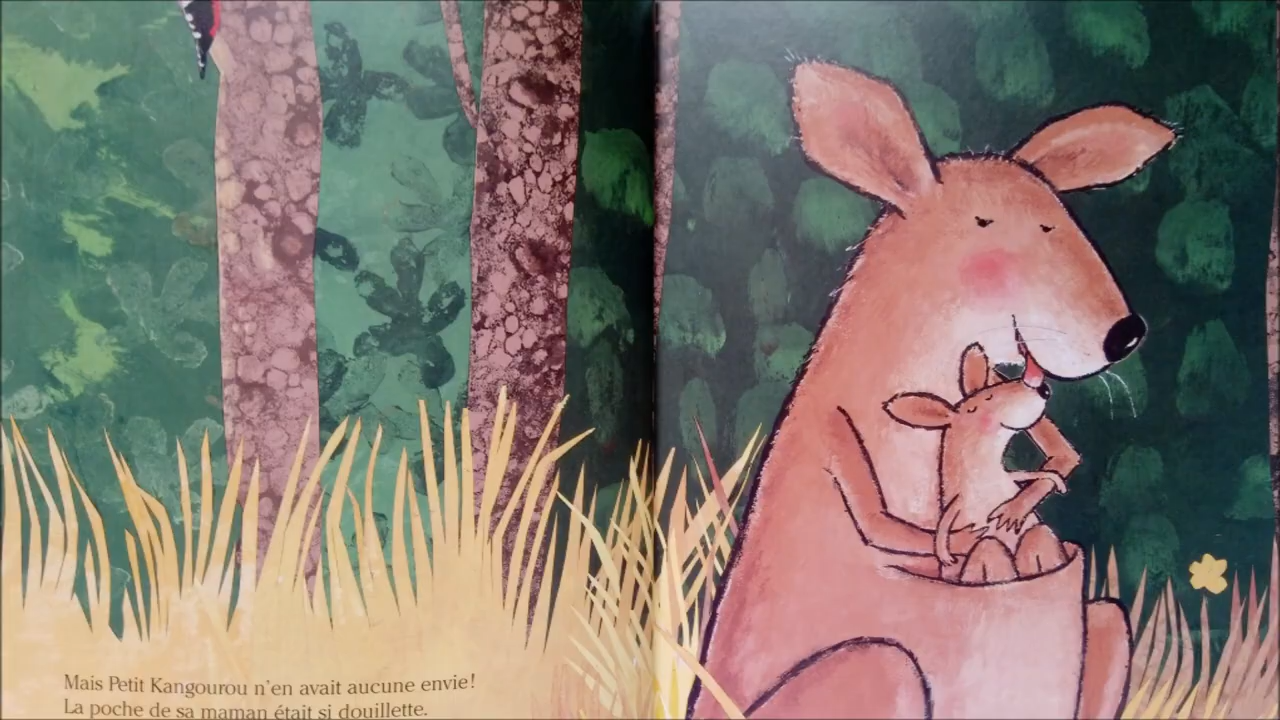 Mais Petit Kangourou n'en avait aucune envie!
La poche de sa maman était si douillette.